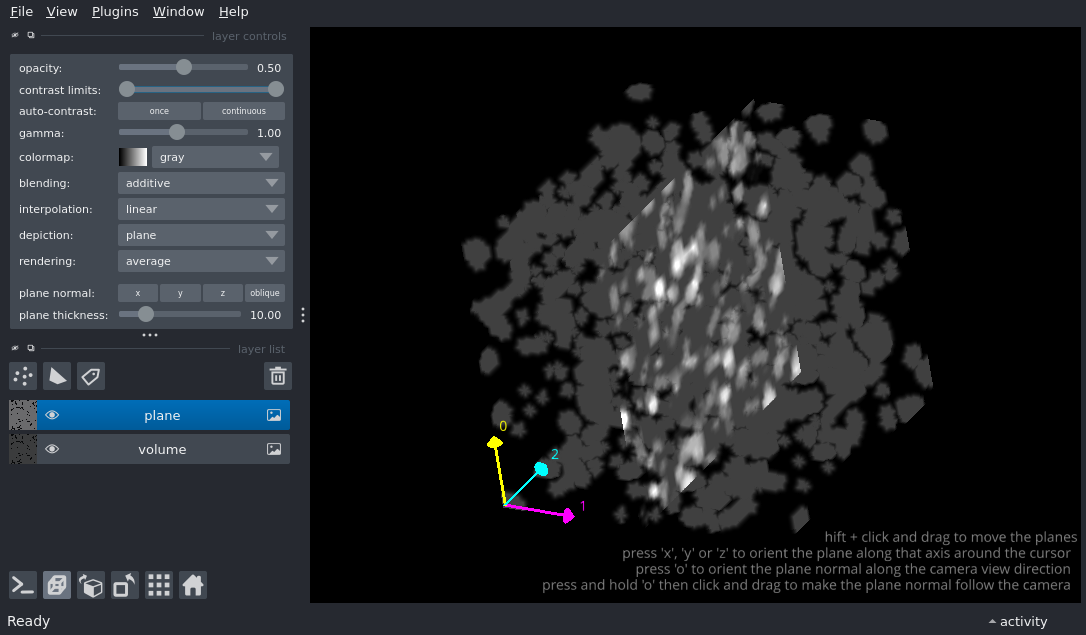 File View Plugins Window Help
layer controls
opacity: 0.50
contrast limits:
auto-contrast: once continuous
gamma: 1.00
colormap: gray
blending: additive
interpolation: linear
depiction: plane
rendering: average
plane normal: x y z oblique
plane thickness: 10.00
layer list
plane
volume
0
2
1
hift + click and drag to move the planes
press 'x', 'y' or 'z' to orient the plane along that axis around the cursor
press 'o' to orient the plane normal along the camera view direction
press and hold 'o' then click and drag to make the plane normal follow the camera
Ready activity